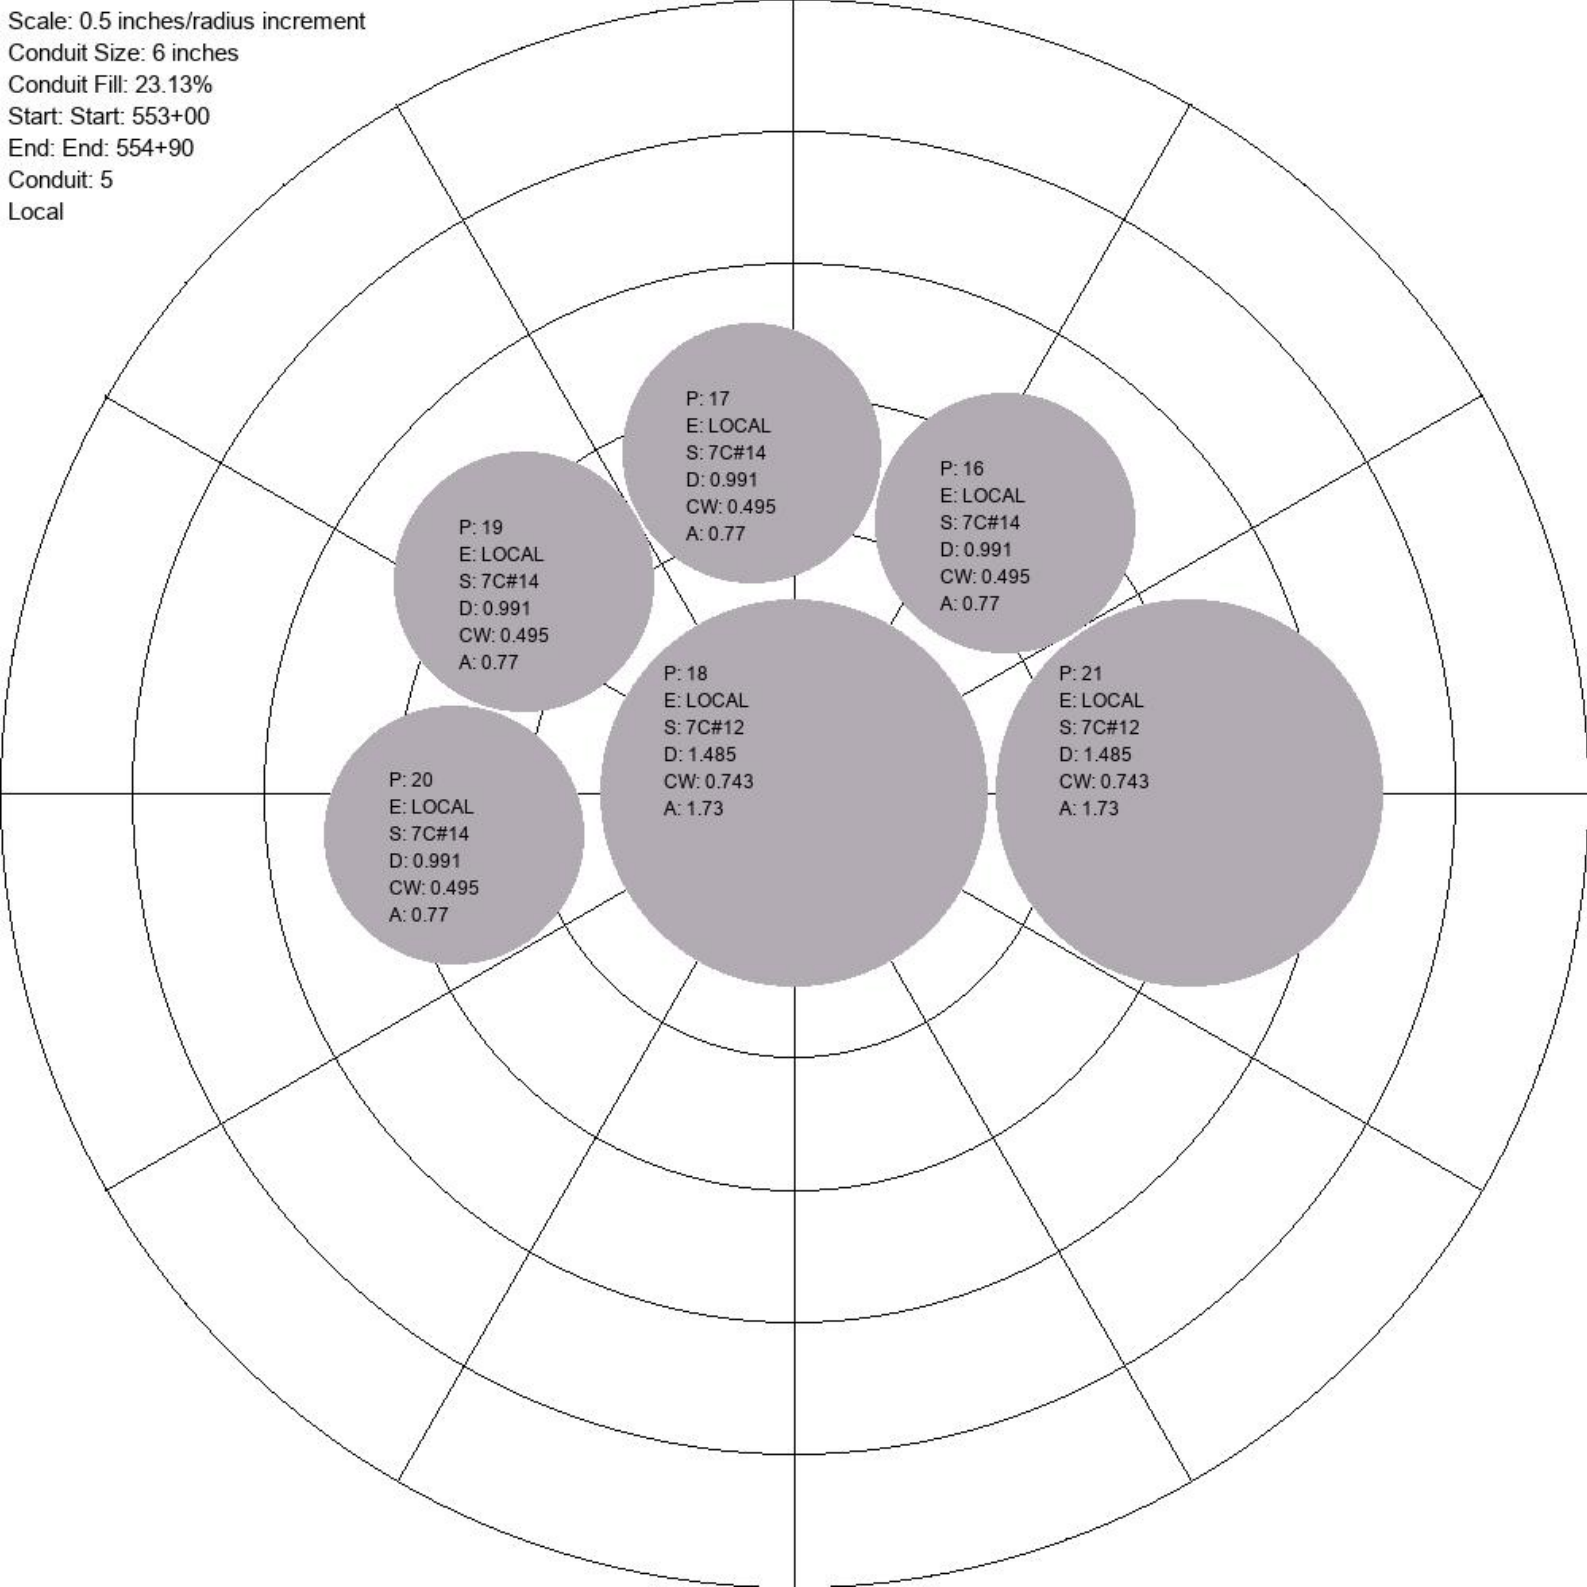 Scale: 0.5 inches/radius increment
Conduit Size: 6 inches
Conduit Fill: 23.13%
Start: Start: 553+00
End: End: 554+90
Conduit: 5
Local
P: 17
E: LOCAL
S: 7C#14
D: 0.991
CW: 0.495
A: 0.77
P: 16
E: LOCAL
S: 7C#14
D: 0.991
CW: 0.495
A: 0.77
P: 19
E: LOCAL
S: 7C#14
D: 0.991
CW: 0.495
A: 0.77
P: 18
E: LOCAL
S: 7C#12
D: 1.485
CW: 0.743
A: 1.73
P: 21
E: LOCAL
S: 7C#12
D: 1.485
CW: 0.743
A: 1.73
P: 20
E: LOCAL
S: 7C#14
D: 0.991
CW: 0.495
A: 0.77